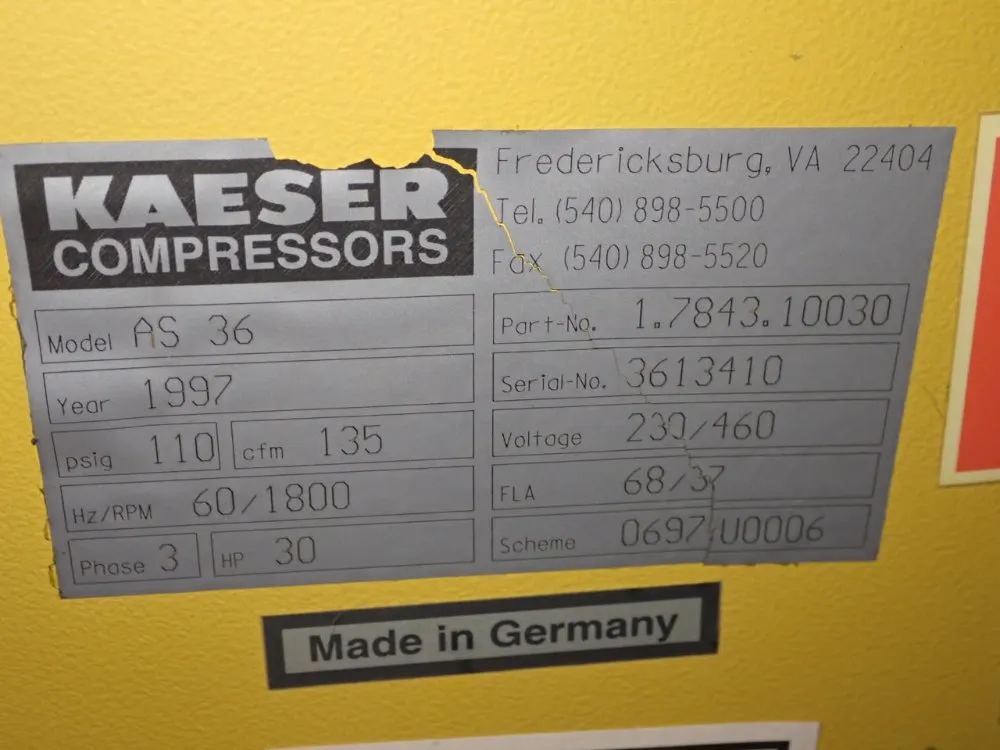 KAESER
COMPRESSORS
Fredericksburg, VA 22404
Tel. (540) 898-5500
Fax (540) 898-5520
Model AS 36
Year 1997
psig 110 cfm 135
Hz/RPM 60/1800
Phase 3 HP 30
Part-No. 1.7843.10030
Serial-No. 3613410
Voltage 230/460
FLA 68/37
Scheme 0697 U0006
Made in Germany